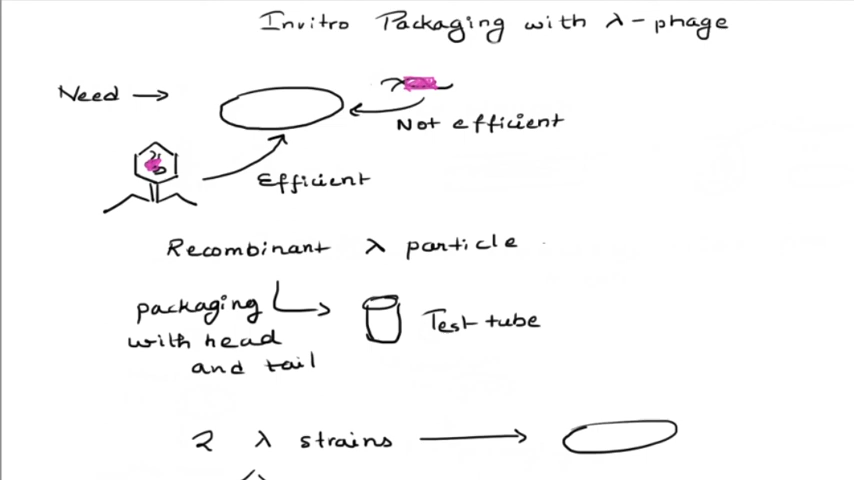 Invitro Packaging with λ-phage
Need →
Not efficient
Efficient
Recombinant λ particle
packaging
with head
and tail
Test tube
2 λ strains